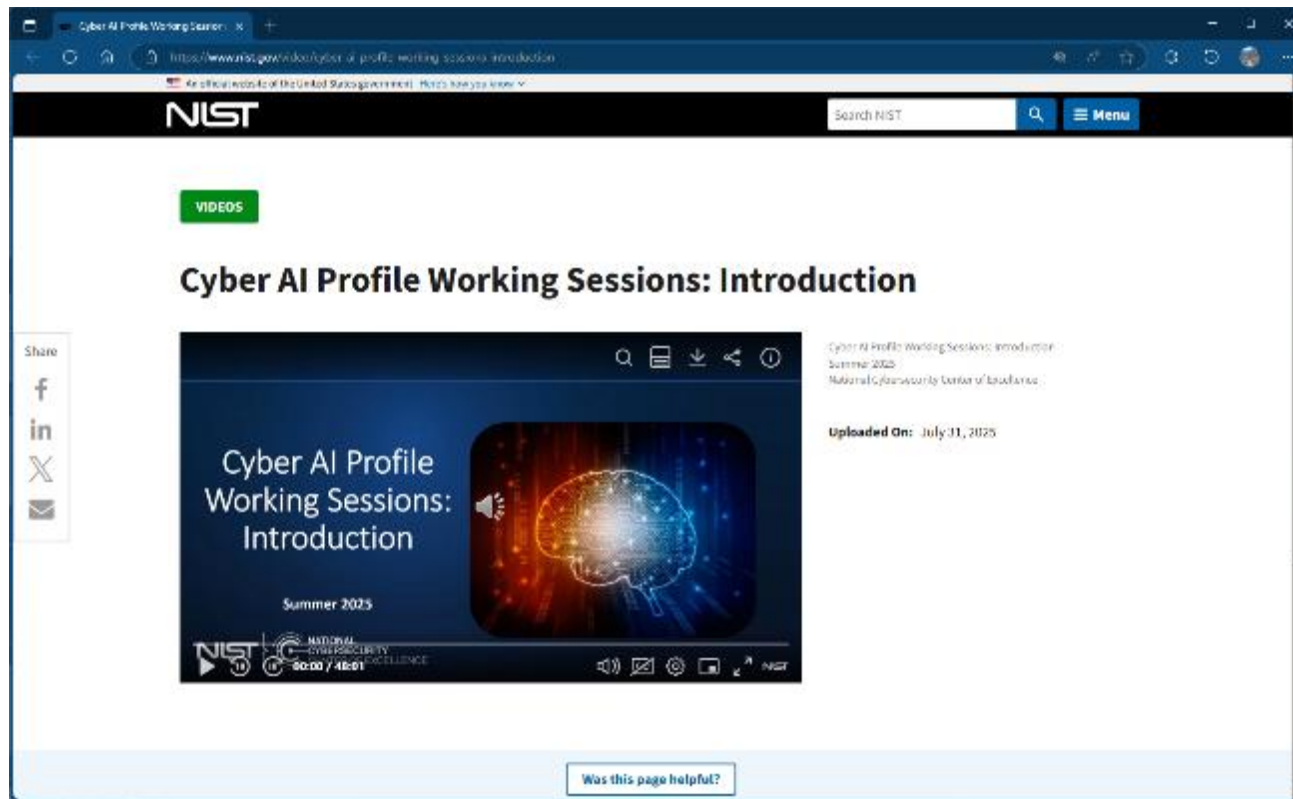 Cyber AI Profile Working Session
https://www.nist.gov/video/cyber-ai-profile-working-sessions-introduction
An official website of the United States government Here's how you know
NIST
Search NIST
Menu
VIDEOS
Cyber AI Profile Working Sessions: Introduction
Share
Cyber AI Profile
Working Sessions:
Introduction
Summer 2025
NIST
NATIONAL
CYBERSECURITY
CENTER OF EXCELLENCE
00:00 / 48:01
NIST
Cyber AI Profile Working Sessions: Introduction
Summer 2025
National Cybersecurity Center of Excellence
Uploaded On: July 31, 2025
Was this page helpful?